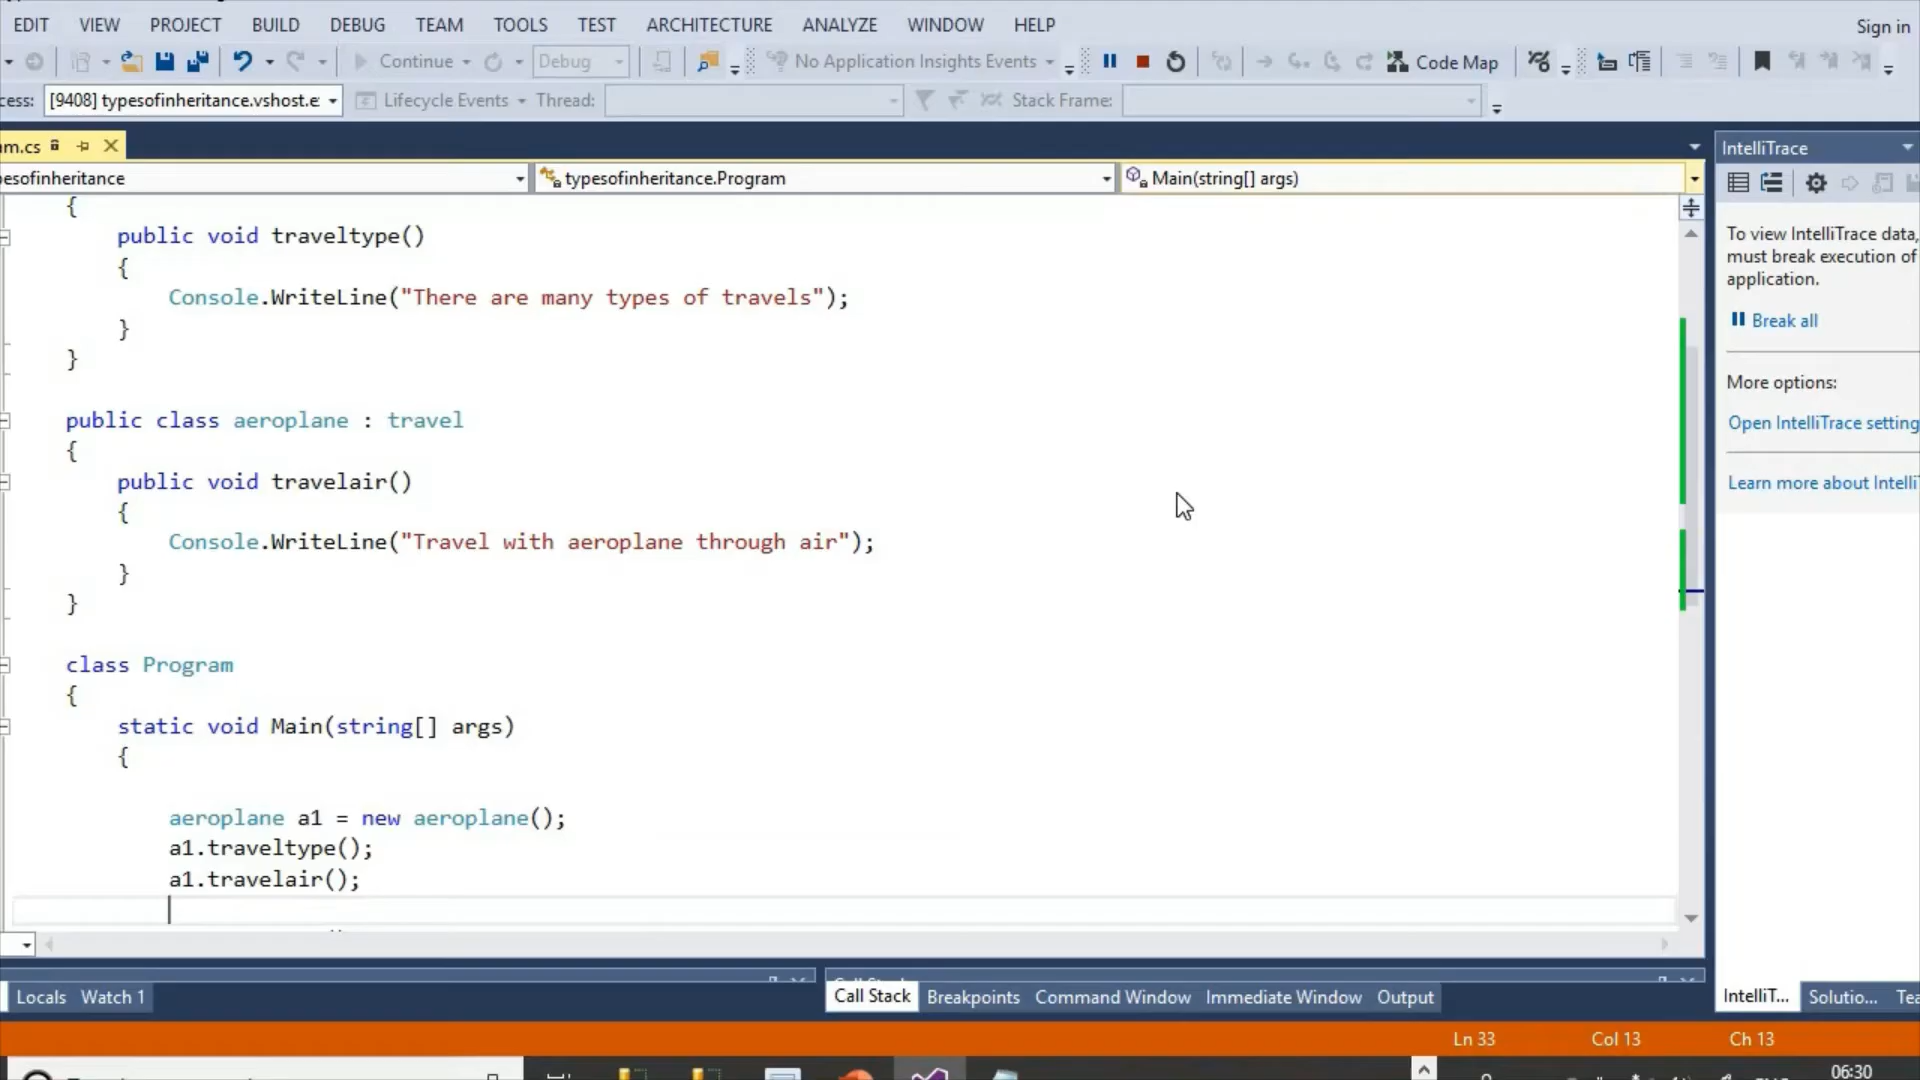 EDIT VIEW PROJECT BUILD DEBUG TEAM TOOLS TEST ARCHITECTURE ANALYZE WINDOW HELP Sign in
Continue Debug No Application Insights Events Code Map
cess: [9408] typesofinheritance.vshost.e Lifecycle Events Thread: Stack Frame:
m.cs
esofinheritance typesofinheritance.Program Main(string[] args)
{
public void traveltype()
{
Console.WriteLine("There are many types of travels");
}
}
public class aeroplane : travel
{
public void travelair()
{
Console.WriteLine("Travel with aeroplane through air");
}
}
class Program
{
static void Main(string[] args)
{
aeroplane a1 = new aeroplane();
a1.traveltype();
a1.travelair();
IntelliTrace
To view IntelliTrace data,
must break execution of
application.
Break all
More options:
Open IntelliTrace setting
Learn more about Intelli
Locals Watch 1
Call Stack Breakpoints Command Window Immediate Window Output
IntelliT... Solutio... Tea
Ln 33 Col 13 Ch 13
06:30